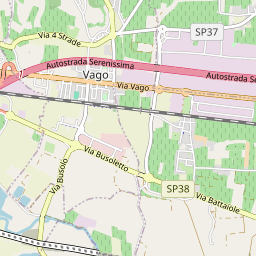 SP37
Via 4 Strade
Autostrada Serenissima
Autostrada Se
Vago
Via Vago
Via Busoletto
Via Busolo
SP38
Via Battaiole